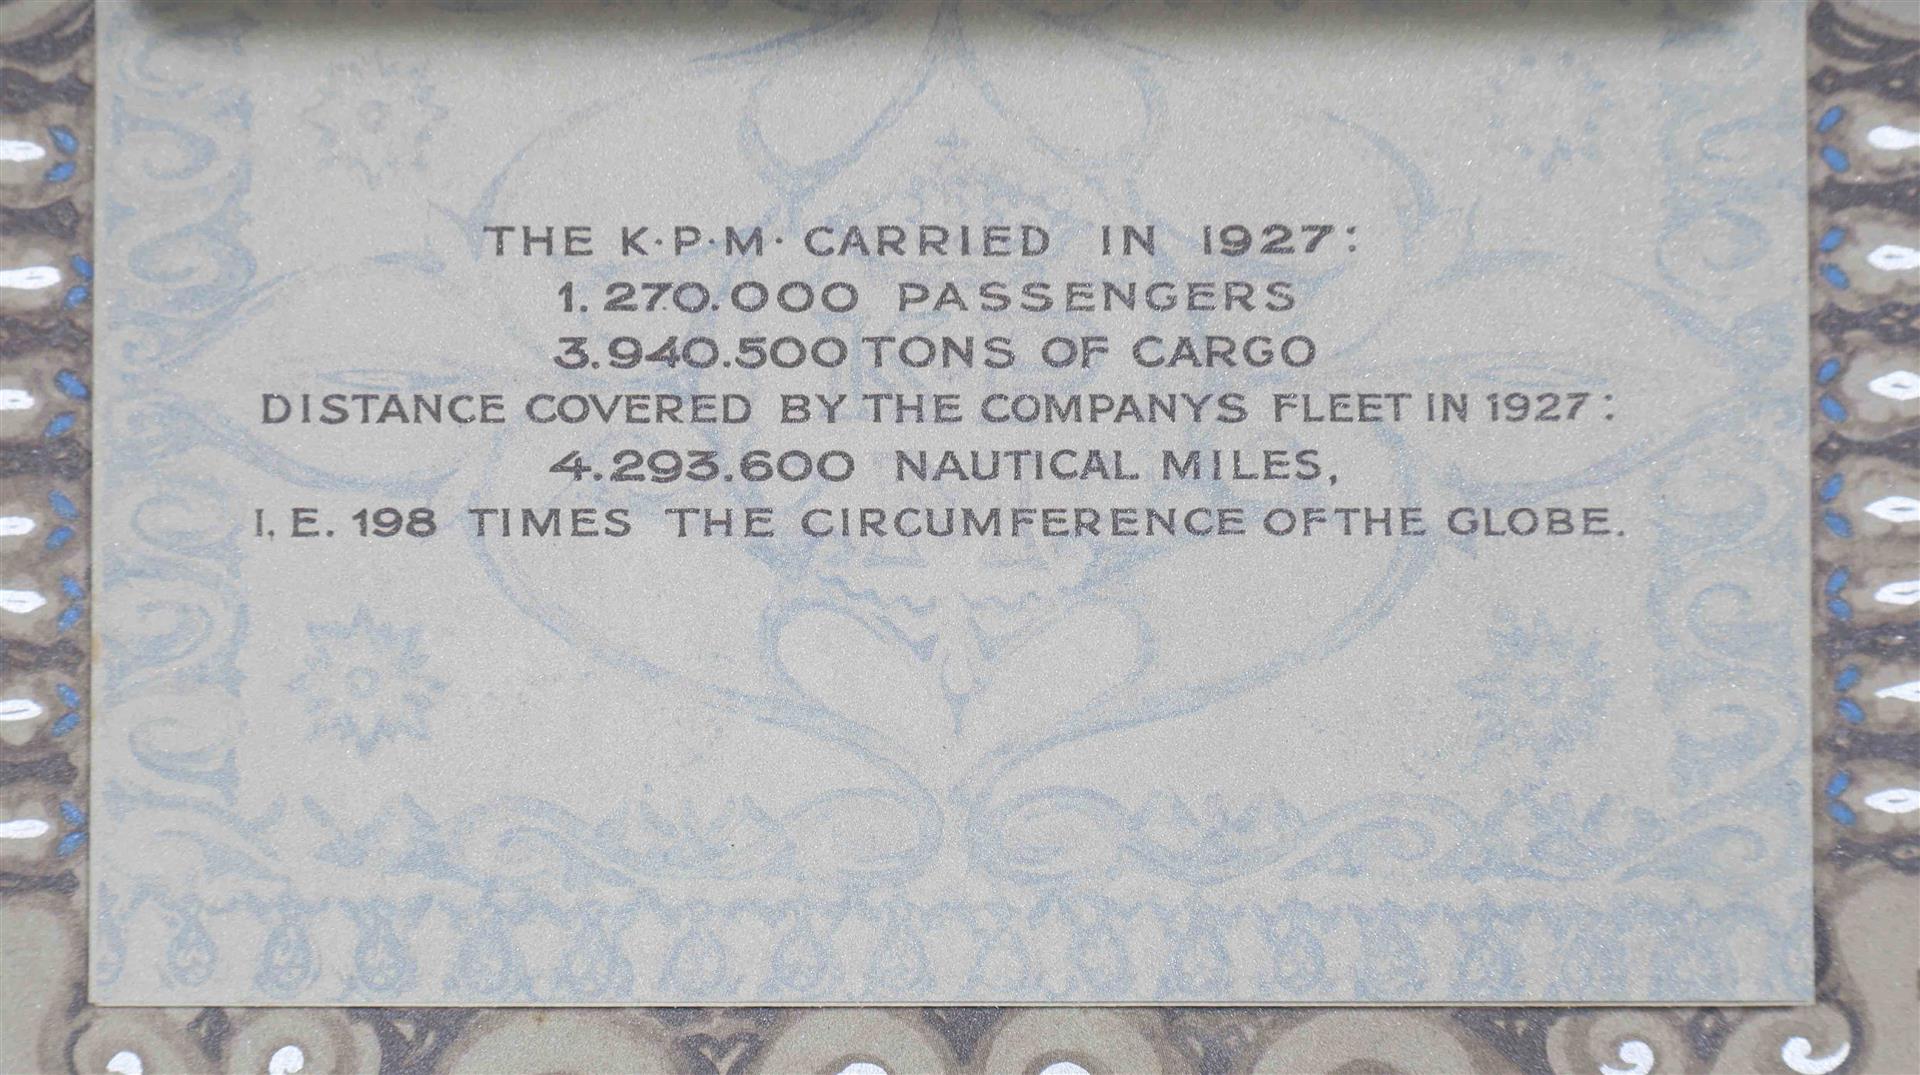 THE K·P·M· CARRIED IN 1927:
1.270.000 PASSENGERS
3.940.500 TONS OF CARGO
DISTANCE COVERED BY THE COMPANYS FLEET IN 1927:
4.293.600 NAUTICAL MILES,
I.E. 198 TIMES THE CIRCUMFERENCE OF THE GLOBE.